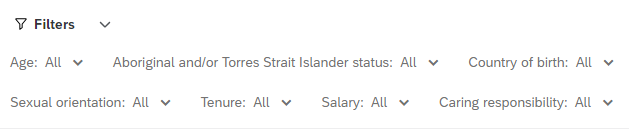 Filters
Age: All Aboriginal and/or Torres Strait Islander status: All Country of birth: All
Sexual orientation: All Tenure: All Salary: All Caring responsibility: All